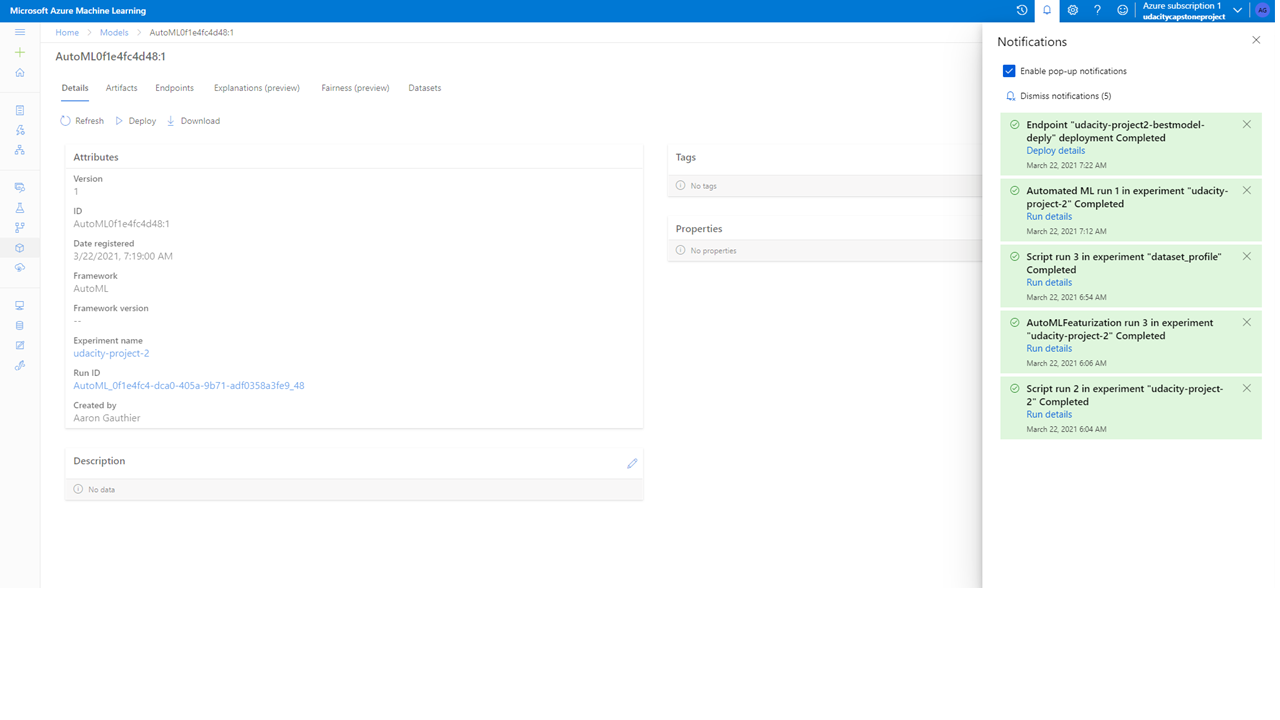 Microsoft Azure Machine Learning
Azure subscription 1
udacitycapstoneproject
AG
Home
Models
AutoML0f1e4fc4d48:1
AutoML0f1e4fc4d48:1
Details
Artifacts
Endpoints
Explanations (preview)
Fairness (preview)
Datasets
Refresh
Deploy
Download
Attributes
Version
1
ID
AutoML0f1e4fc4d48:1
Date registered
3/22/2021, 7:19:00 AM
Framework
AutoML
Framework version
--
Experiment name
udacity-project-2
Run ID
AutoML_0f1e4fc4-dca0-405a-9b71-adf0358a3fe9_48
Created by
Aaron Gauthier
Description
No data
Tags
No tags
Properties
No properties
Notifications
Enable pop-up notifications
Dismiss notifications (5)
Endpoint "udacity-project2-bestmodel-
deply" deployment Completed
Deploy details
March 22, 2021 7:22 AM
Automated ML run 1 in experiment "udacity-
project-2" Completed
Run details
March 22, 2021 7:12 AM
Script run 3 in experiment "dataset_profile"
Completed
Run details
March 22, 2021 6:54 AM
AutoMLFeaturization run 3 in experiment
"udacity-project-2" Completed
Run details
March 22, 2021 6:06 AM
Script run 2 in experiment "udacity-project-
2" Completed
Run details
March 22, 2021 6:04 AM